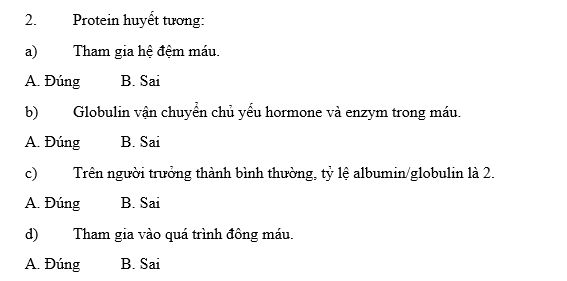 2. Protein huyết tương:
a) Tham gia hệ đệm máu.
A. Đúng B. Sai
b) Globulin vận chuyển chủ yếu hormone và enzym trong máu.
A. Đúng B. Sai
c) Trên người trưởng thành bình thường, tỷ lệ albumin/globulin là 2.
A. Đúng B. Sai
d) Tham gia vào quá trình đông máu.
A. Đúng B. Sai